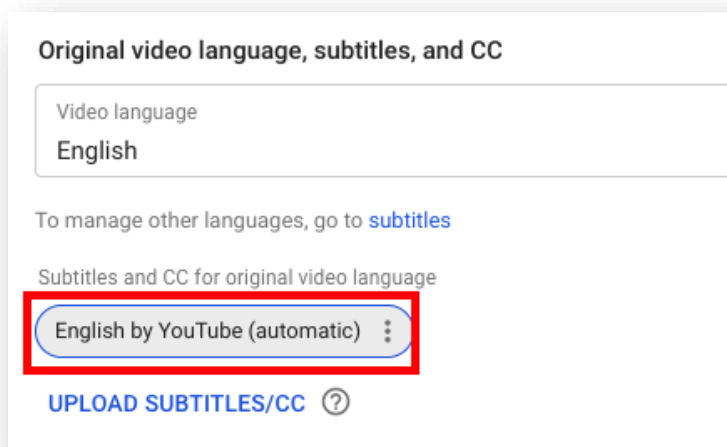 Original video language, subtitles, and CC
Video language
English
To manage other languages, go to subtitles
Subtitles and CC for original video language
English by YouTube (automatic)
UPLOAD SUBTITLES/CC ?